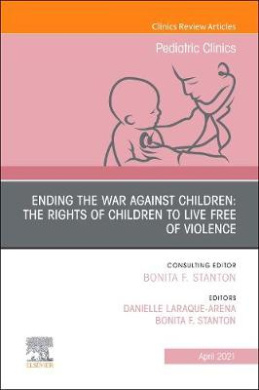 Clinics Review Articles
Pediatric Clinics
ENDING THE WAR AGAINST CHILDREN:
THE RIGHTS OF CHILDREN TO LIVE FREE
OF VIOLENCE
CONSULTING EDITOR
BONITA F. STANTON
EDITORS
DANIELLE LARAQUE-ARENA
BONITA F. STANTON
ELSEVIER
April 2021